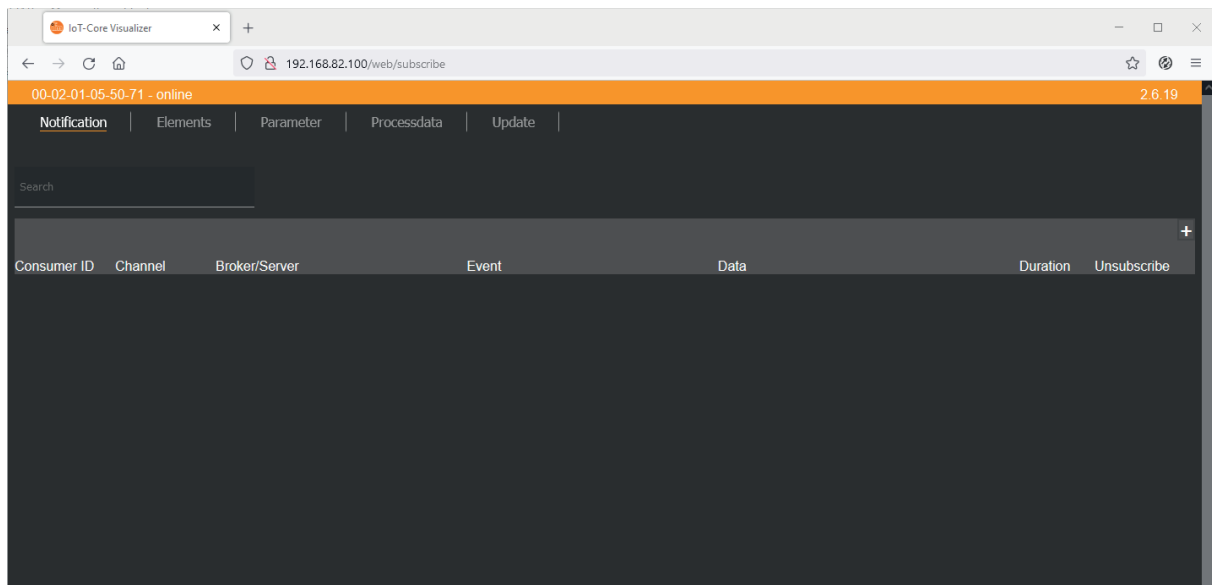 IoT-Core Visualizer
192.168.82.100/web/subscribe
00-02-01-05-50-71 - online 2.6.19
Notification Elements Parameter Processdata Update
Search
+
Consumer ID Channel Broker/Server Event Data Duration Unsubscribe